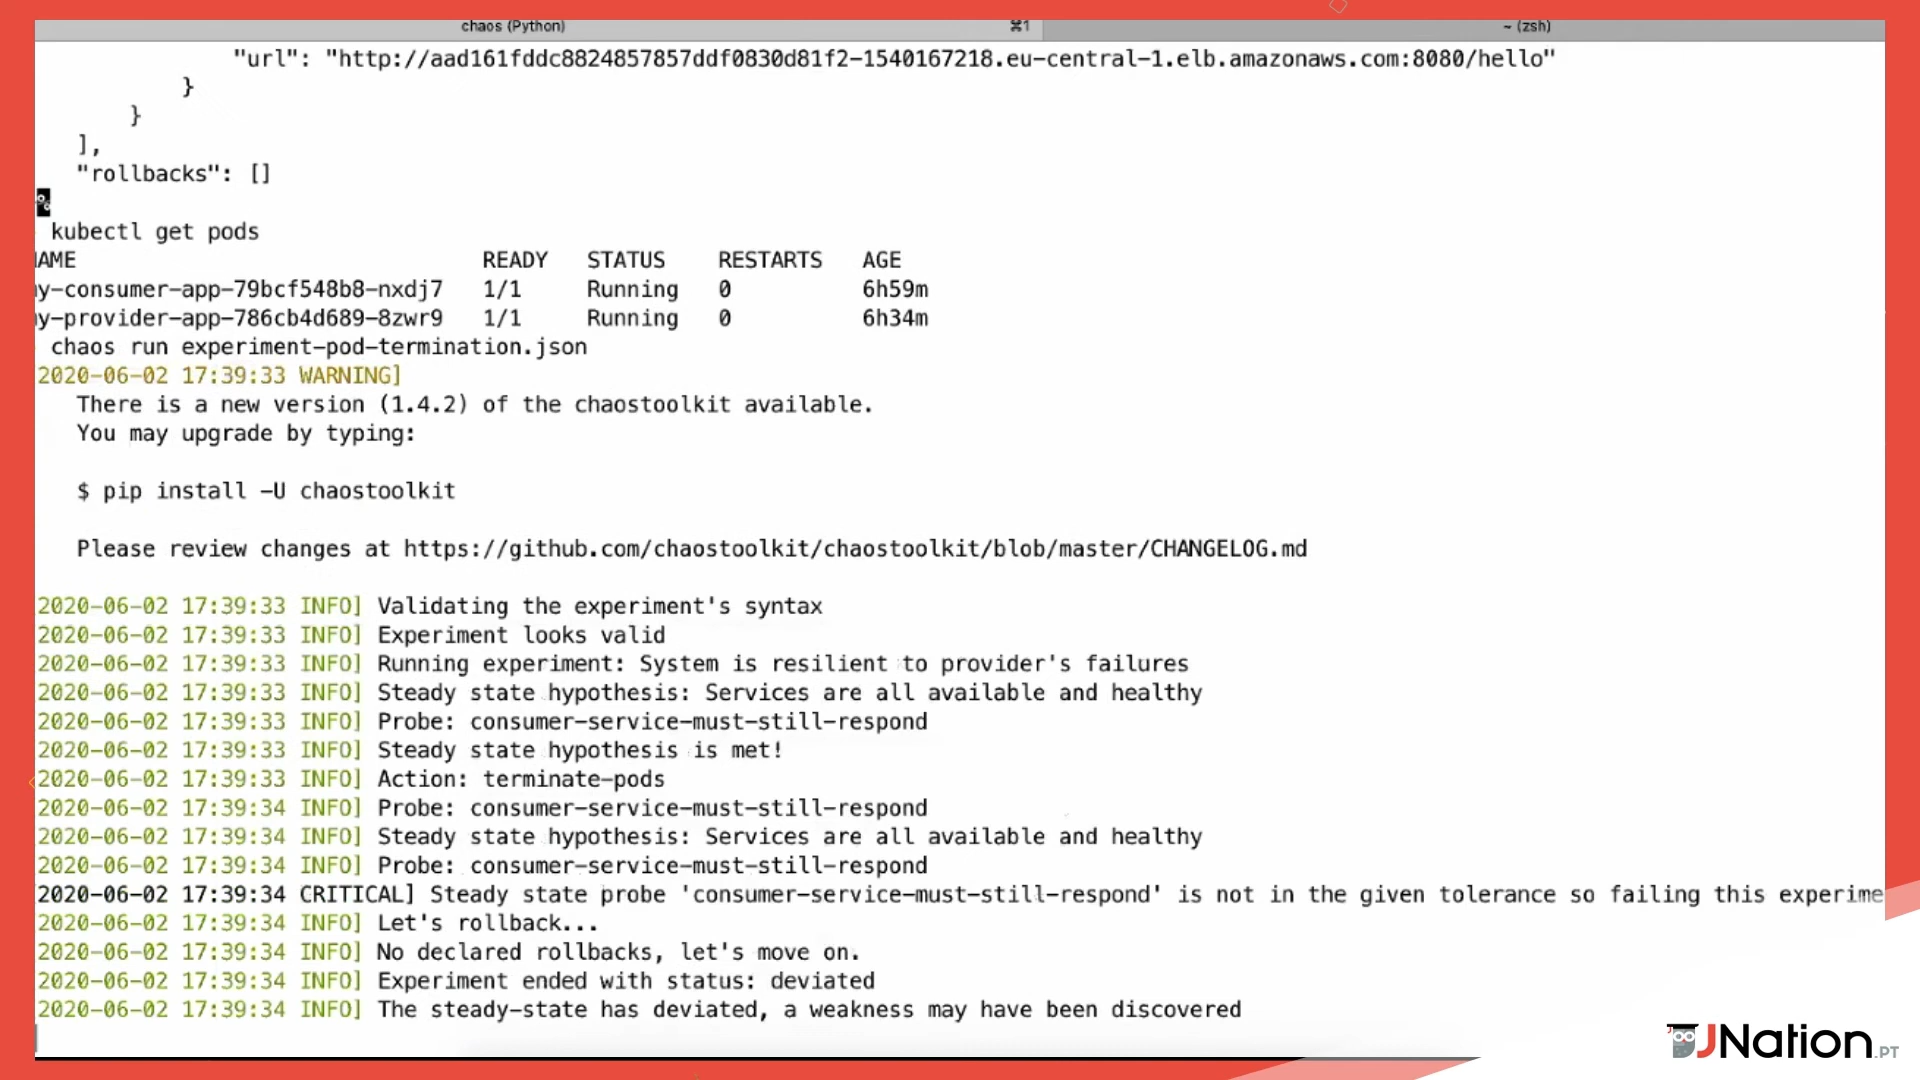 chaos (Python) ⌘1 ~ (zsh)
"url": "http://aad161fddc8824857857ddf0830d81f2-1540167218.eu-central-1.elb.amazonaws.com:8080/hello"
}
}
],
"rollbacks": []
%
kubectl get pods
AME READY STATUS RESTARTS AGE
y-consumer-app-79bcf548b8-nxdj7 1/1 Running 0 6h59m
y-provider-app-786cb4d689-8zwr9 1/1 Running 0 6h34m
chaos run experiment-pod-termination.json
2020-06-02 17:39:33 WARNING]
There is a new version (1.4.2) of the chaostoolkit available.
You may upgrade by typing:
$ pip install -U chaostoolkit
Please review changes at https://github.com/chaostoolkit/chaostoolkit/blob/master/CHANGELOG.md
2020-06-02 17:39:33 INFO] Validating the experiment's syntax
2020-06-02 17:39:33 INFO] Experiment looks valid
2020-06-02 17:39:33 INFO] Running experiment: System is resilient to provider's failures
2020-06-02 17:39:33 INFO] Steady state hypothesis: Services are all available and healthy
2020-06-02 17:39:33 INFO] Probe: consumer-service-must-still-respond
2020-06-02 17:39:33 INFO] Steady state hypothesis is met!
2020-06-02 17:39:33 INFO] Action: terminate-pods
2020-06-02 17:39:34 INFO] Probe: consumer-service-must-still-respond
2020-06-02 17:39:34 INFO] Steady state hypothesis: Services are all available and healthy
2020-06-02 17:39:34 INFO] Probe: consumer-service-must-still-respond
2020-06-02 17:39:34 CRITICAL] Steady state probe 'consumer-service-must-still-respond' is not in the given tolerance so failing this experime
2020-06-02 17:39:34 INFO] Let's rollback...
2020-06-02 17:39:34 INFO] No declared rollbacks, let's move on.
2020-06-02 17:39:34 INFO] Experiment ended with status: deviated
2020-06-02 17:39:34 INFO] The steady-state has deviated, a weakness may have been discovered
JNation.PT